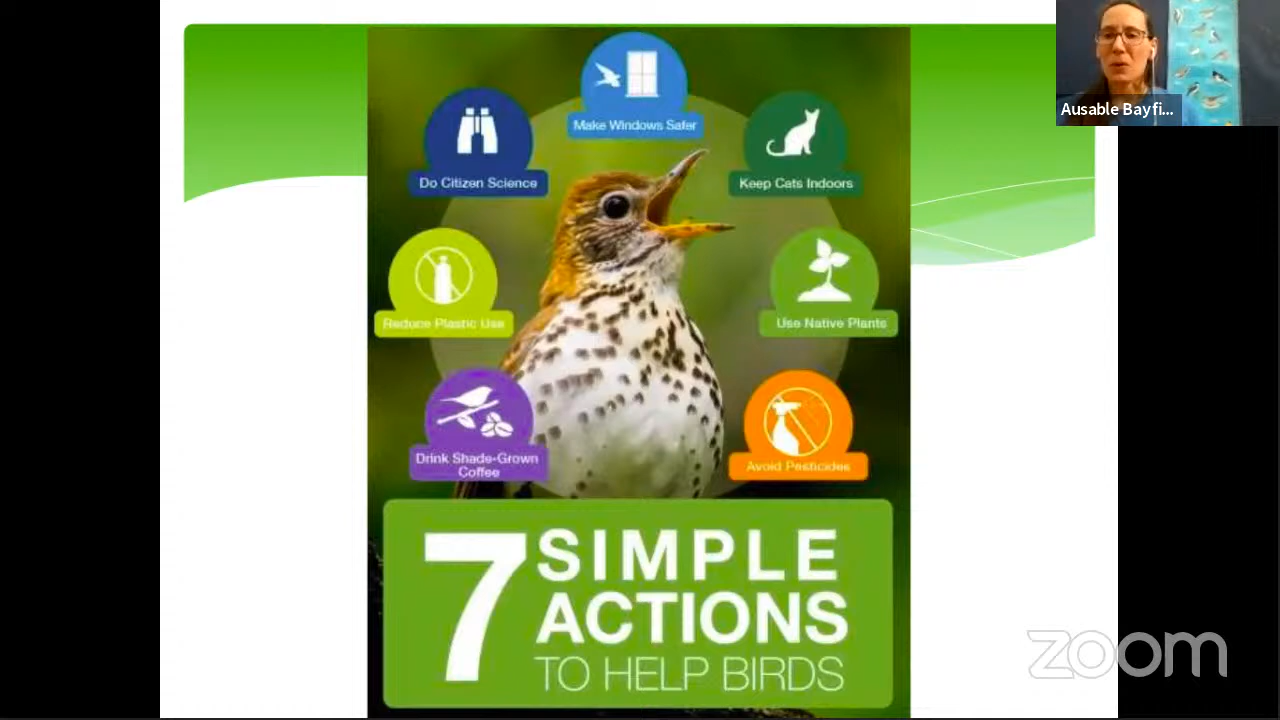 Make Windows Safer
Do Citizen Science
Keep Cats Indoors
Reduce Plastic Use
Use Native Plants
Drink Shade-Grown
Coffee
Avoid Pesticides
7 SIMPLE
ACTIONS
TO HELP BIRDS
Ausable Bayfi...
zoom